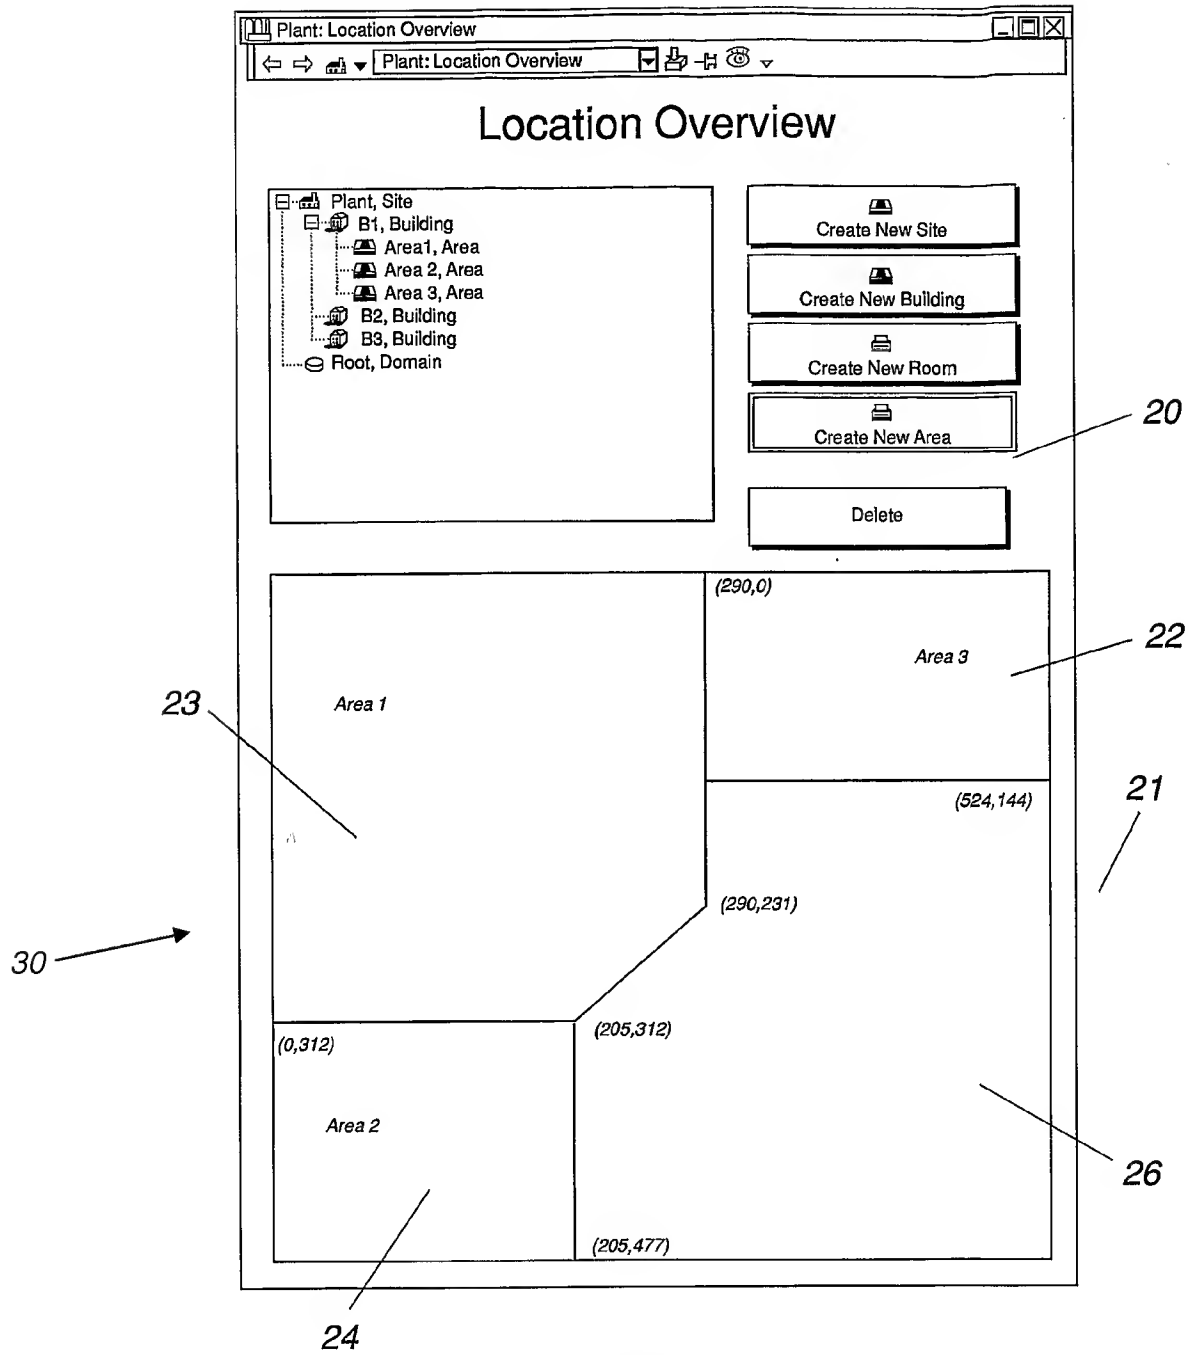 Plant: Location Overview
Plant: Location Overview
Location Overview
Plant, Site
B1, Building
Area1, Area
Area 2, Area
Area 3, Area
B2, Building
B3, Building
Root, Domain
Create New Site
Create New Building
Create New Room
Create New Area
Delete
20
(290,0)
Area 3
22
Area 1
23
(524,144)
21
(290,231)
30
(205,312)
(0,312)
Area 2
26
(205,477)
24